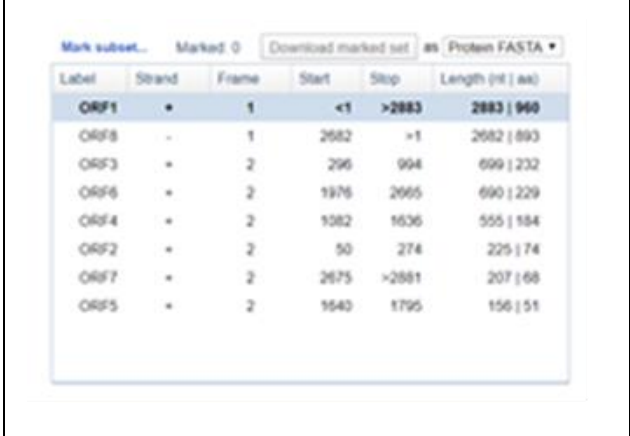 Mark subset... Marked: 0 Download marked set as Protein FASTA ▼
Label Strand Frame Start Stop Length (nt | aa)
ORF1 + 1 <1 >2883 2883 | 960
ORF8 - 1 2682 >1 2682 | 893
ORF3 + 2 296 994 699 | 232
ORF6 + 2 1976 2665 690 | 229
ORF4 + 2 1082 1636 555 | 184
ORF2 + 2 50 274 225 | 74
ORF7 + 2 2675 >2881 207 | 68
ORF5 + 2 1640 1795 156 | 51